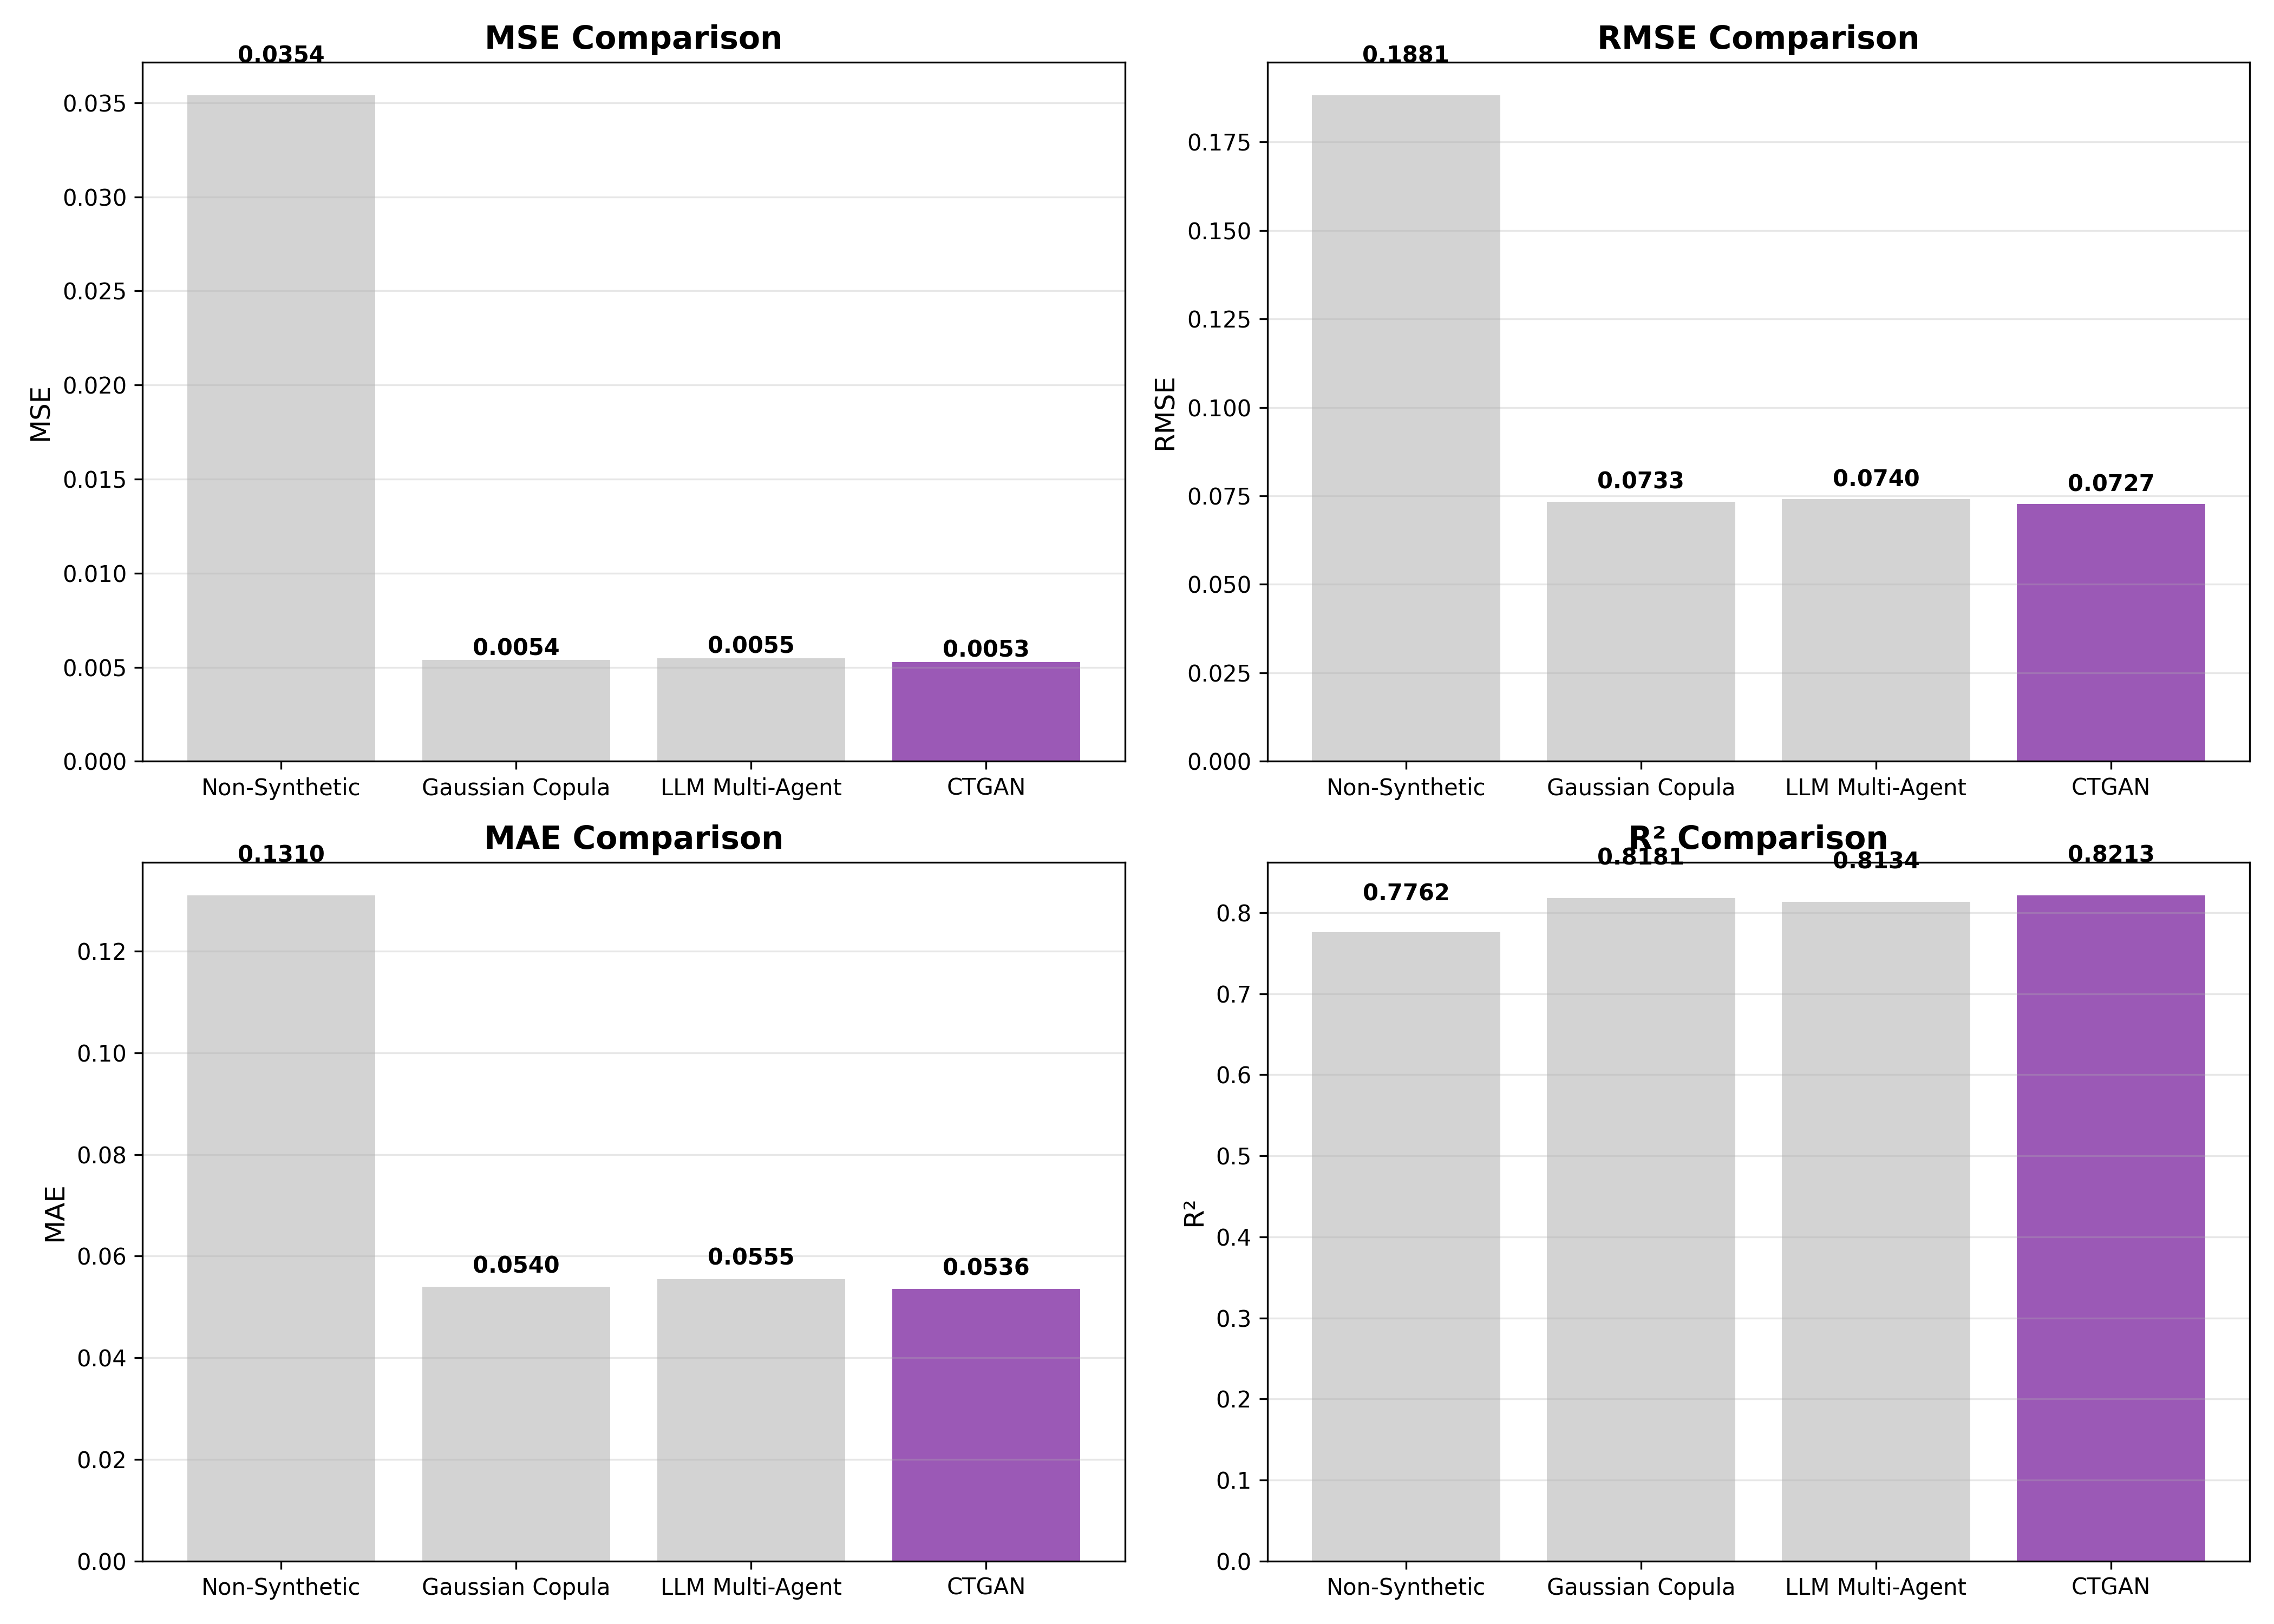 MSE Comparison
0.0354
0.035
0.030
0.025
0.020
0.015
0.010
0.005
0.000
MSE
0.0054
0.0055
0.0053
Non-Synthetic
Gaussian Copula
LLM Multi-Agent
CTGAN
RMSE Comparison
0.1881
0.175
0.150
0.125
0.100
0.075
0.050
0.025
0.000
RMSE
0.0733
0.0740
0.0727
Non-Synthetic
Gaussian Copula
LLM Multi-Agent
CTGAN
MAE Comparison
0.1310
0.12
0.10
0.08
0.06
0.04
0.02
0.00
MAE
0.0540
0.0555
0.0536
Non-Synthetic
Gaussian Copula
LLM Multi-Agent
CTGAN
R² Comparison
0.7762
0.8181
0.8134
0.8213
0.8
0.7
0.6
0.5
0.4
0.3
0.2
0.1
0.0
R²
Non-Synthetic
Gaussian Copula
LLM Multi-Agent
CTGAN